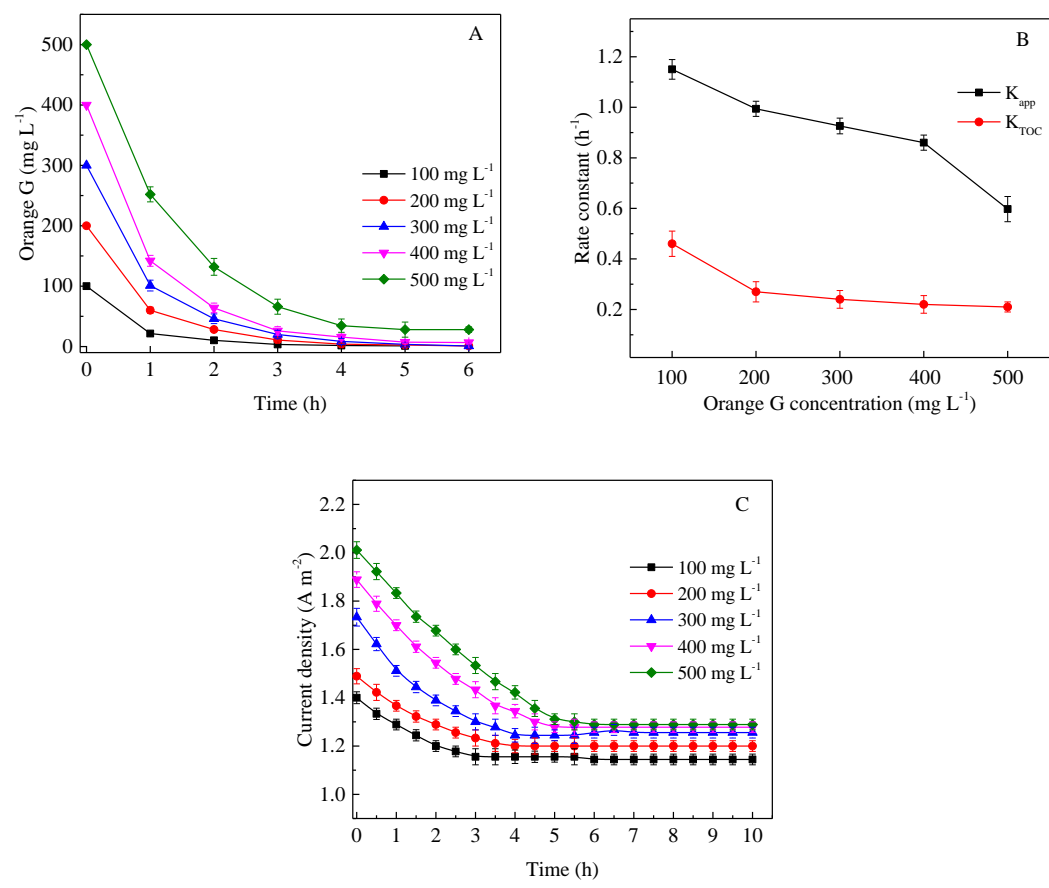 A
500
400
300
200
100
0
Orange G (mg L⁻¹)
100 mg L⁻¹
200 mg L⁻¹
300 mg L⁻¹
400 mg L⁻¹
500 mg L⁻¹
0 1 2 3 4 5 6
Time (h)
B
1.2
1.0
0.8
0.6
0.4
0.2
Rate constant (h⁻¹)
K_app
K_TOC
100 200 300 400 500
Orange G concentration (mg L⁻¹)
C
2.2
2.0
1.8
1.6
1.4
1.2
1.0
Current density (A m⁻²)
100 mg L⁻¹
200 mg L⁻¹
300 mg L⁻¹
400 mg L⁻¹
500 mg L⁻¹
0 1 2 3 4 5 6 7 8 9 10
Time (h)